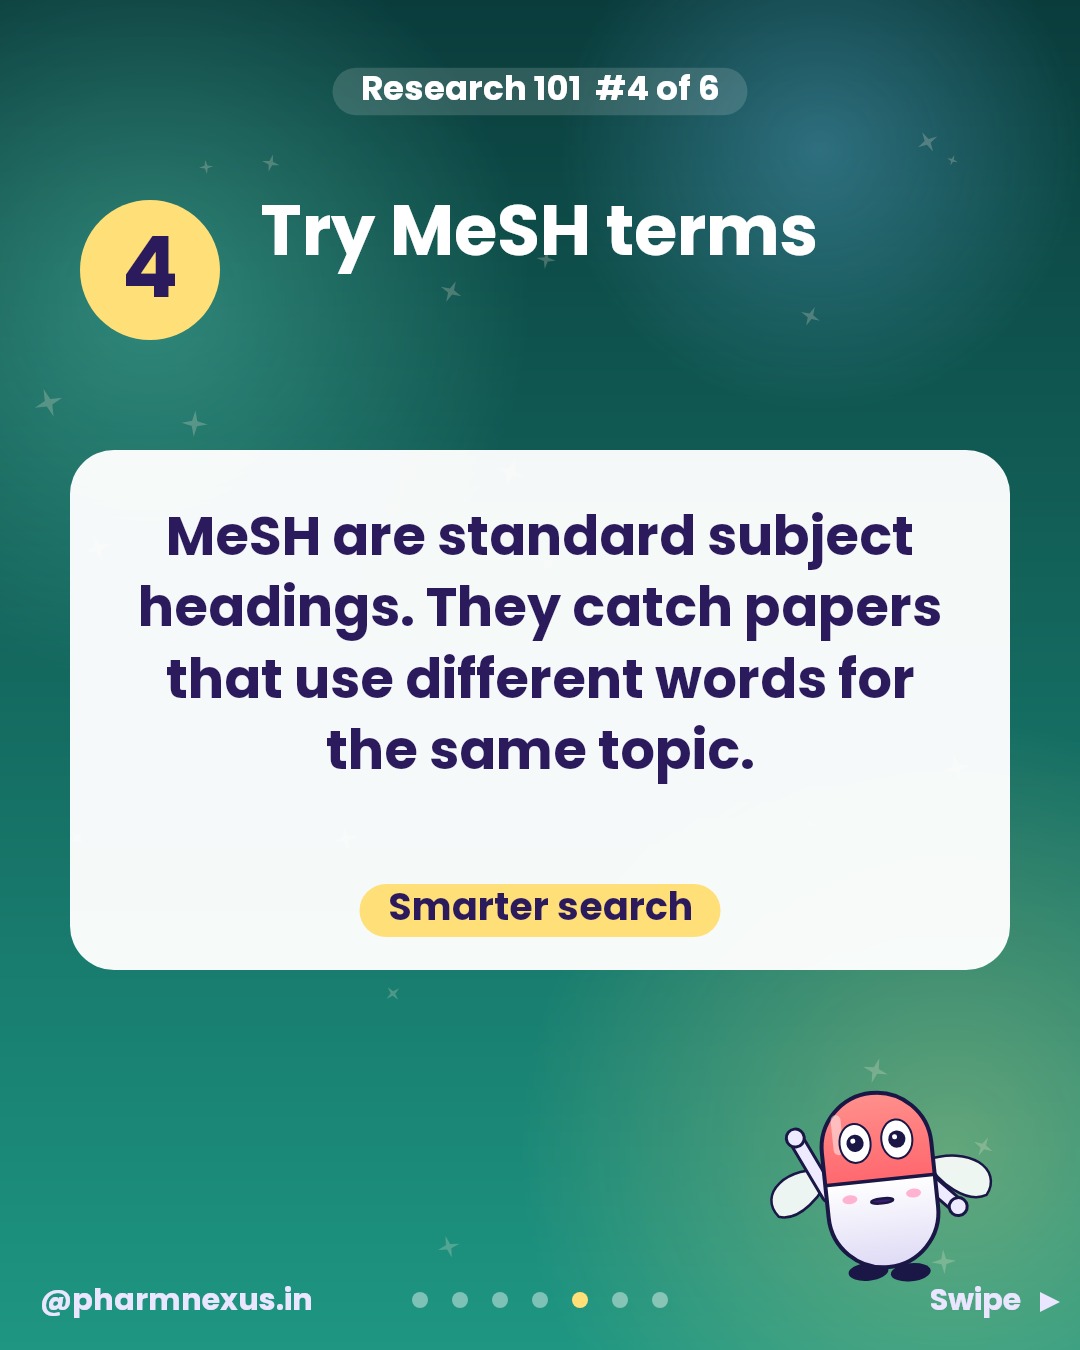 Research 101 #4 of 6
4
Try MeSH terms
MeSH are standard subject
headings. They catch papers
that use different words for
the same topic.
Smarter search
@pharmnexus.in
Swipe ▶